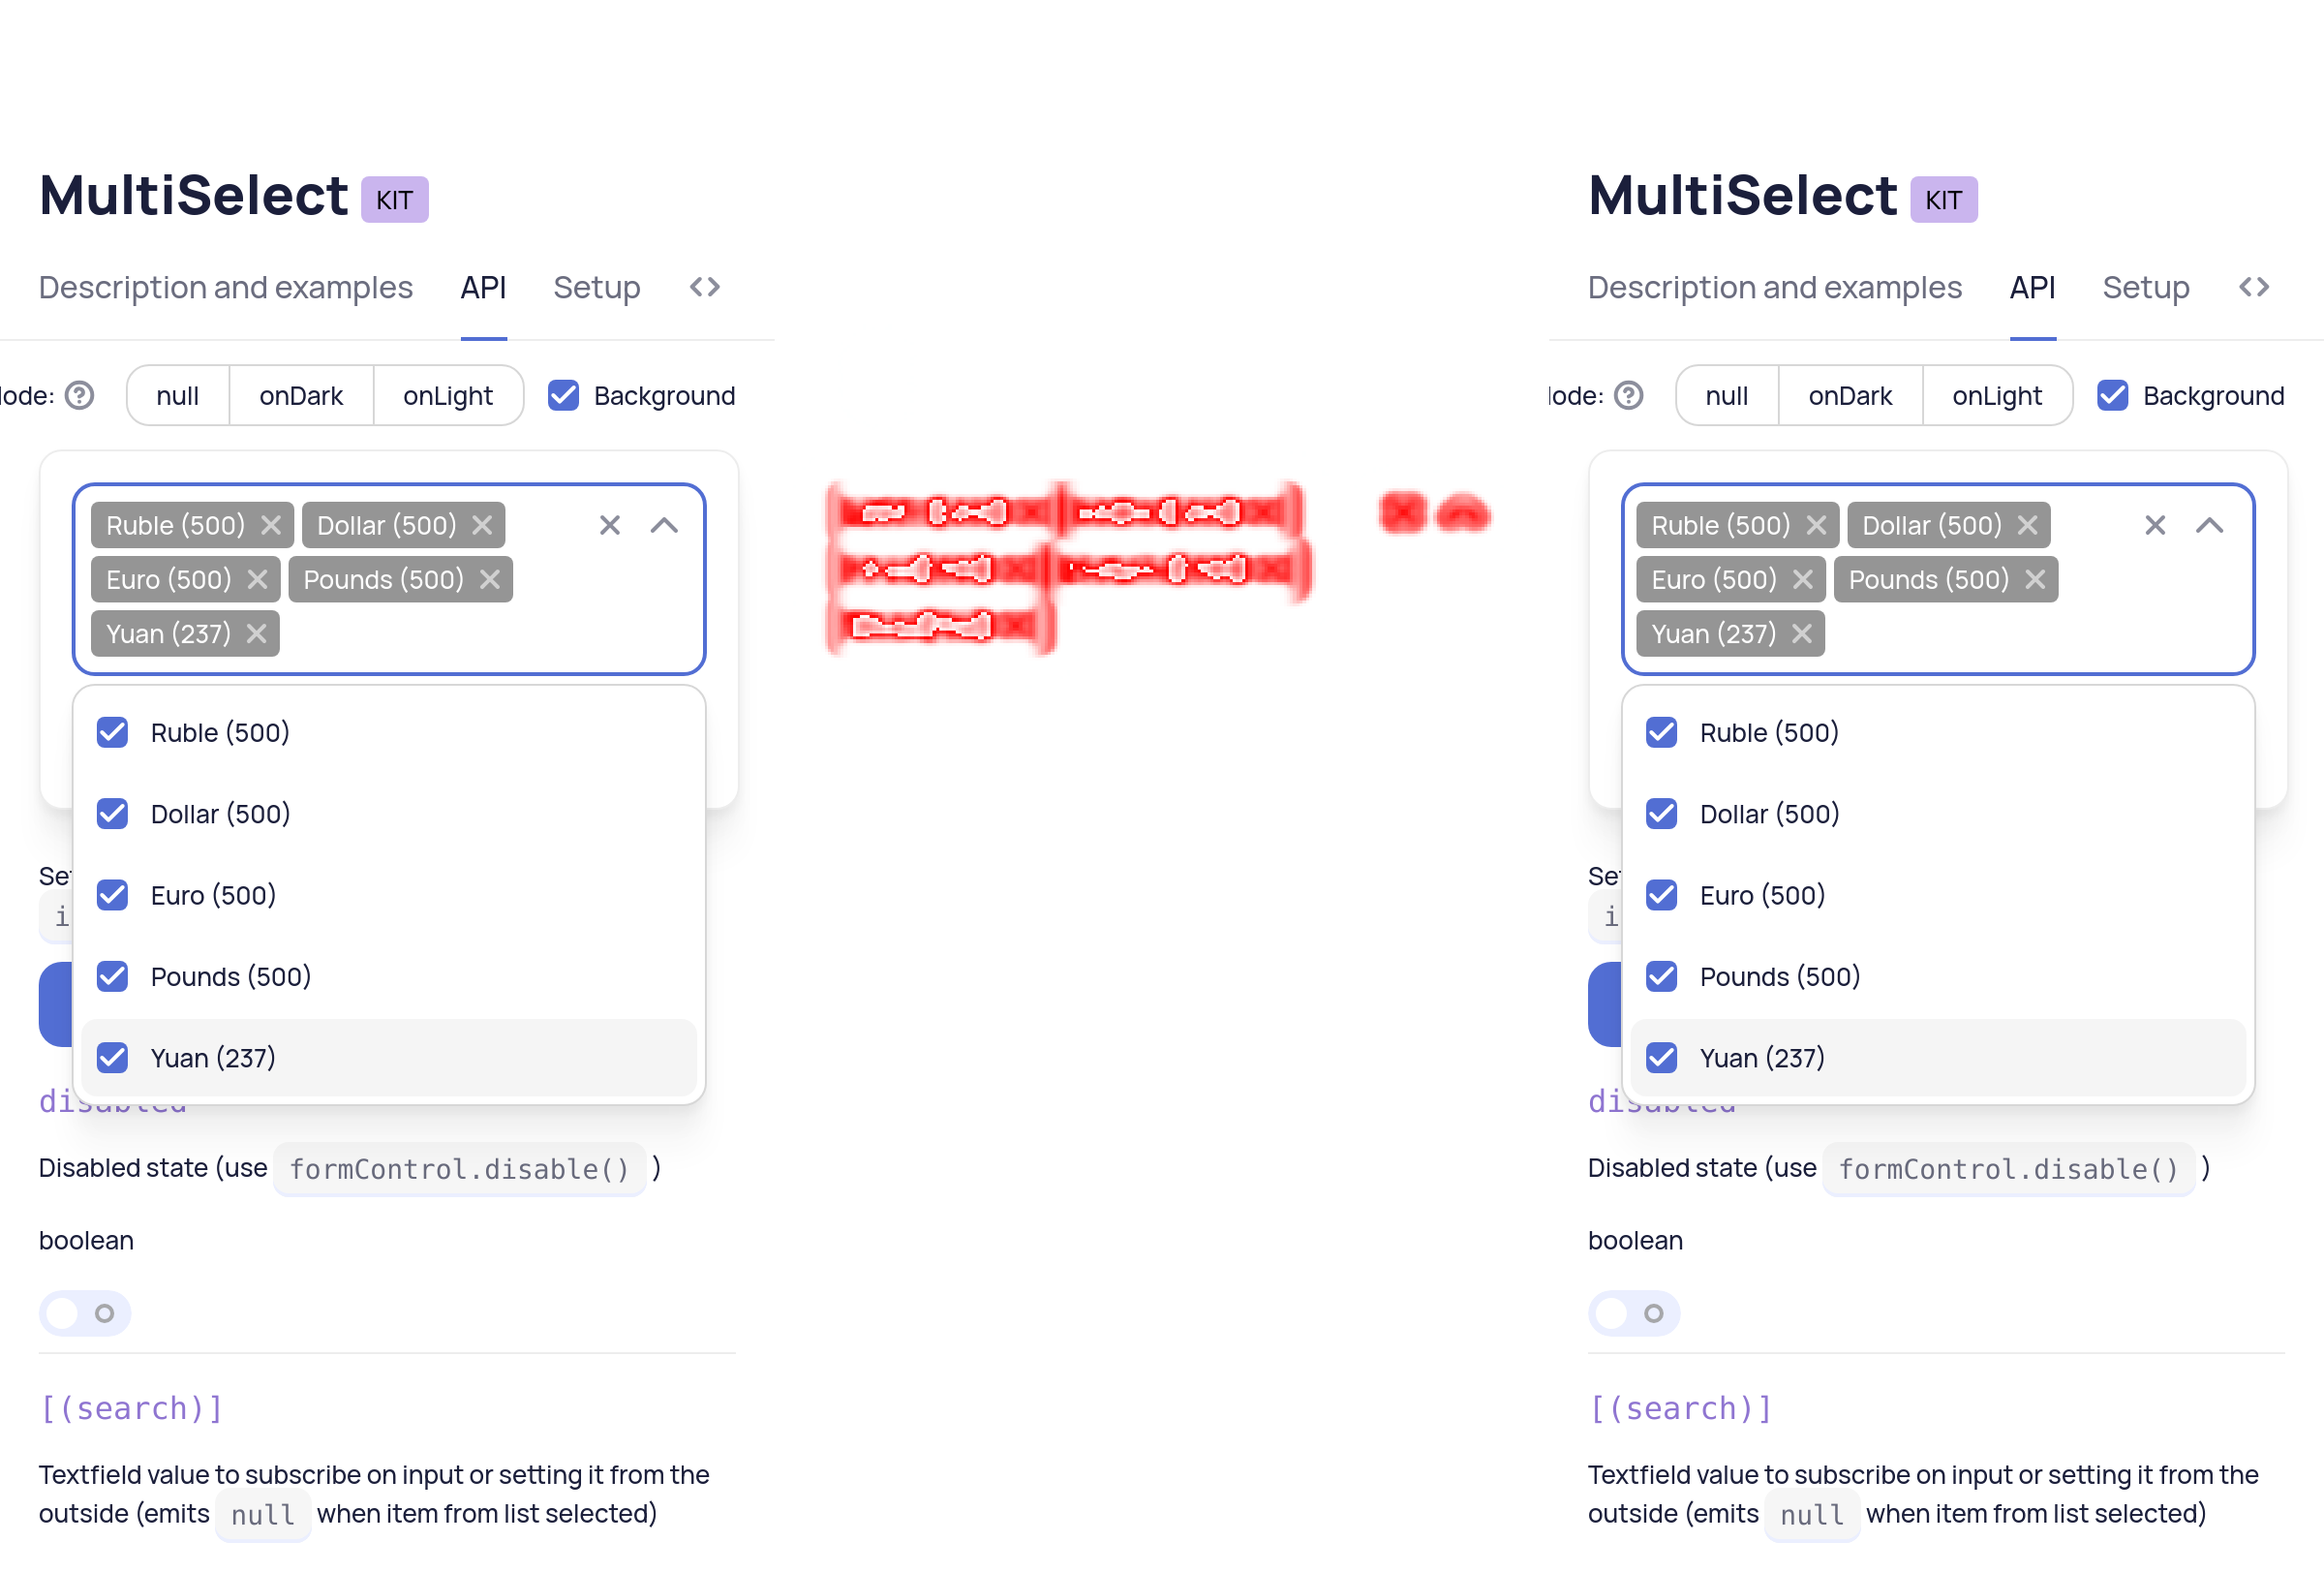 MultiSelect KIT
Description and examples API Setup
ode: null onDark onLight Background
Ruble (500) Dollar (500)
Euro (500) Pounds (500)
Yuan (237)
Ruble (500)
Dollar (500)
Euro (500)
Pounds (500)
Yuan (237)
Set
i
disabled
Disabled state (use formControl.disable() )
boolean
[(search)]
Textfield value to subscribe on input or setting it from the
outside (emits null when item from list selected)
MultiSelect KIT
Description and examples API Setup
ode: null onDark onLight Background
Ruble (500) Dollar (500)
Euro (500) Pounds (500)
Yuan (237)
Ruble (500)
Dollar (500)
Euro (500)
Pounds (500)
Yuan (237)
Set
i
disabled
Disabled state (use formControl.disable() )
boolean
[(search)]
Textfield value to subscribe on input or setting it from the
outside (emits null when item from list selected)